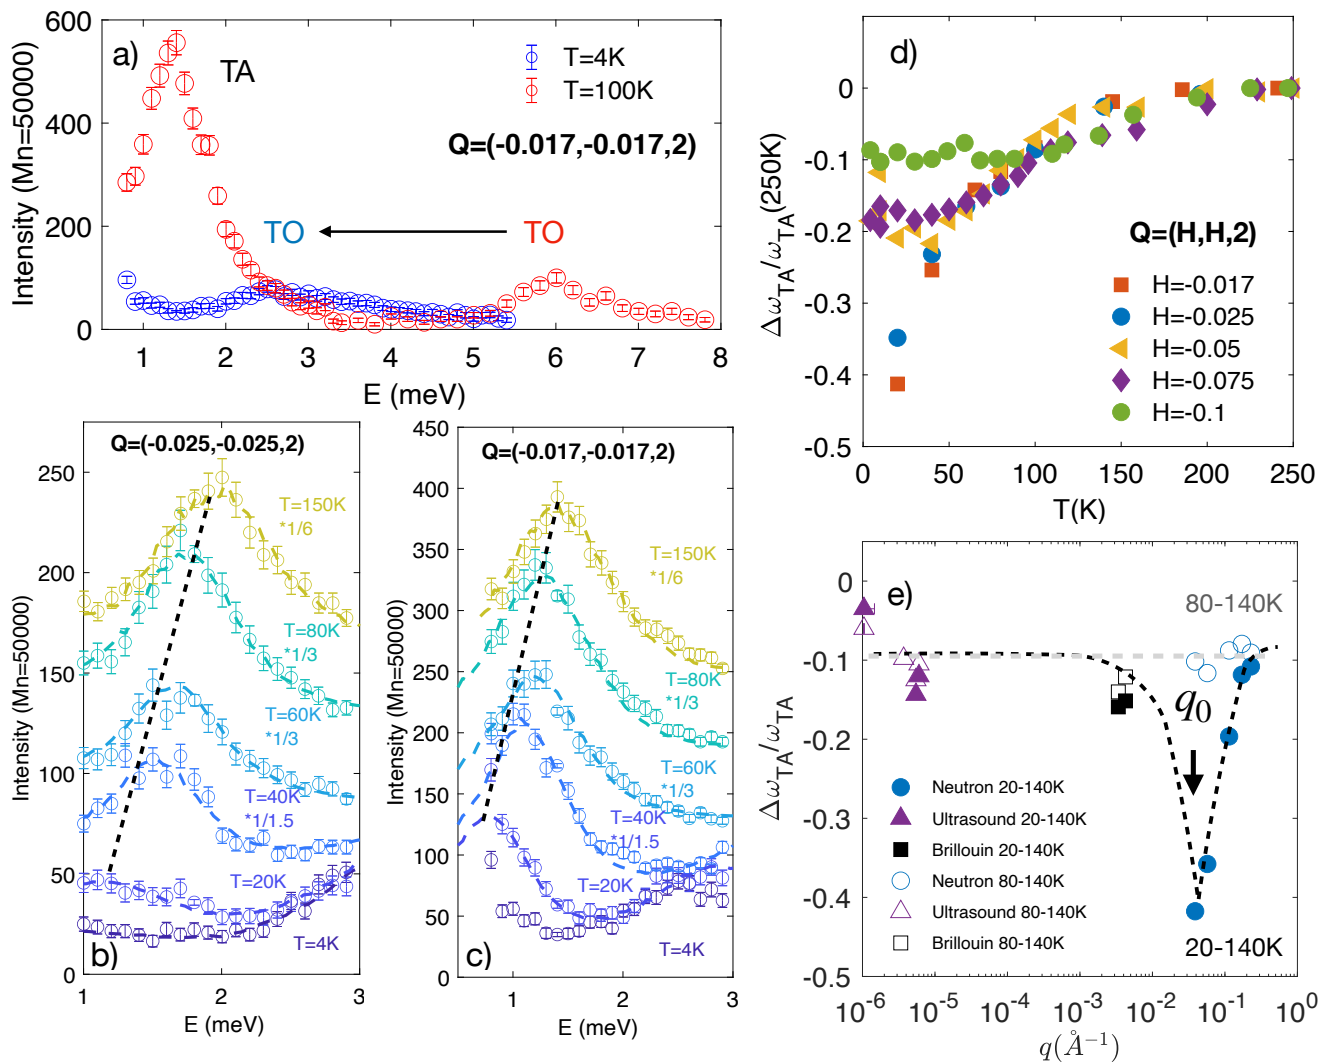 a)
Intensity (Mn=50000)
600
400
200
0
TA
T=4K
T=100K
Q=(-0.017,-0.017,2)
TO
TO
1
2
3
4
5
6
7
8
E (meV)
d)
Δω_TA/ω_TA(250K)
0
-0.1
-0.2
-0.3
-0.4
-0.5
Q=(H,H,2)
H=-0.017
H=-0.025
H=-0.05
H=-0.075
H=-0.1
0
50
100
150
200
250
T(K)
b)
Q=(-0.025,-0.025,2)
Intensity (Mn=50000)
250
200
150
100
50
0
T=150K
*1/6
T=80K
*1/3
T=60K
*1/3
T=40K
*1/1.5
T=20K
T=4K
1
2
3
E (meV)
c)
Q=(-0.017,-0.017,2)
Intensity (Mn=50000)
450
400
350
300
250
200
150
100
50
0
T=150K
*1/6
T=80K
*1/3
T=60K
*1/3
T=40K
*1/1.5
T=20K
T=4K
1
2
3
E (meV)
e)
Δω_TA/ω_TA
0
-0.1
-0.2
-0.3
-0.4
-0.5
80-140K
q₀
Neutron 20-140K
Ultrasound 20-140K
Brillouin 20-140K
Neutron 80-140K
Ultrasound 80-140K
Brillouin 80-140K
20-140K
10⁻⁶
10⁻⁵
10⁻⁴
10⁻³
10⁻²
10⁻¹
10⁰
q(Å⁻¹)